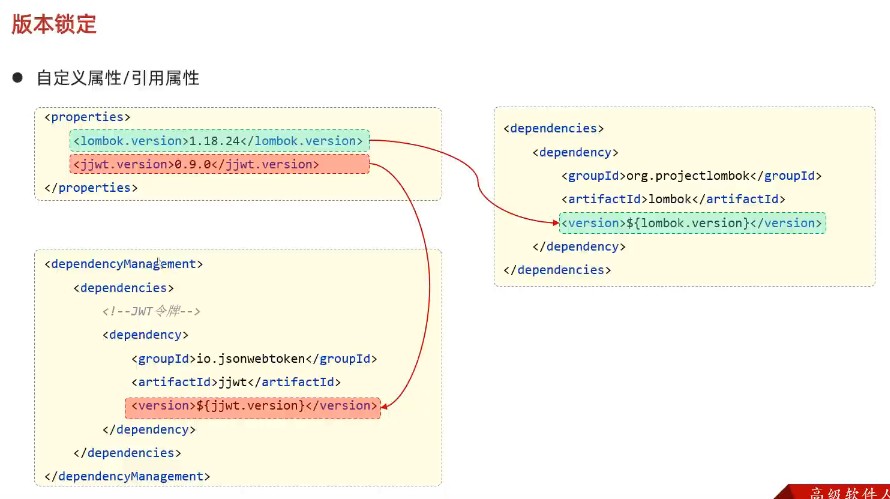 版本锁定
● 自定义属性/引用属性
<properties>
<lombok.version>1.18.24</lombok.version>
<jjwt.version>0.9.0</jjwt.version>
</properties>
<dependencyManagement>
<dependencies>
<!--JWT令牌-->
<dependency>
<groupId>io.jsonwebtoken</groupId>
<artifactId>jjwt</artifactId>
<version>${jjwt.version}</version>
</dependency>
</dependencies>
</dependencyManagement>
<dependencies>
<dependency>
<groupId>org.projectlombok</groupId>
<artifactId>lombok</artifactId>
<version>${lombok.version}</version>
</dependency>
</dependencies>
高级软件人